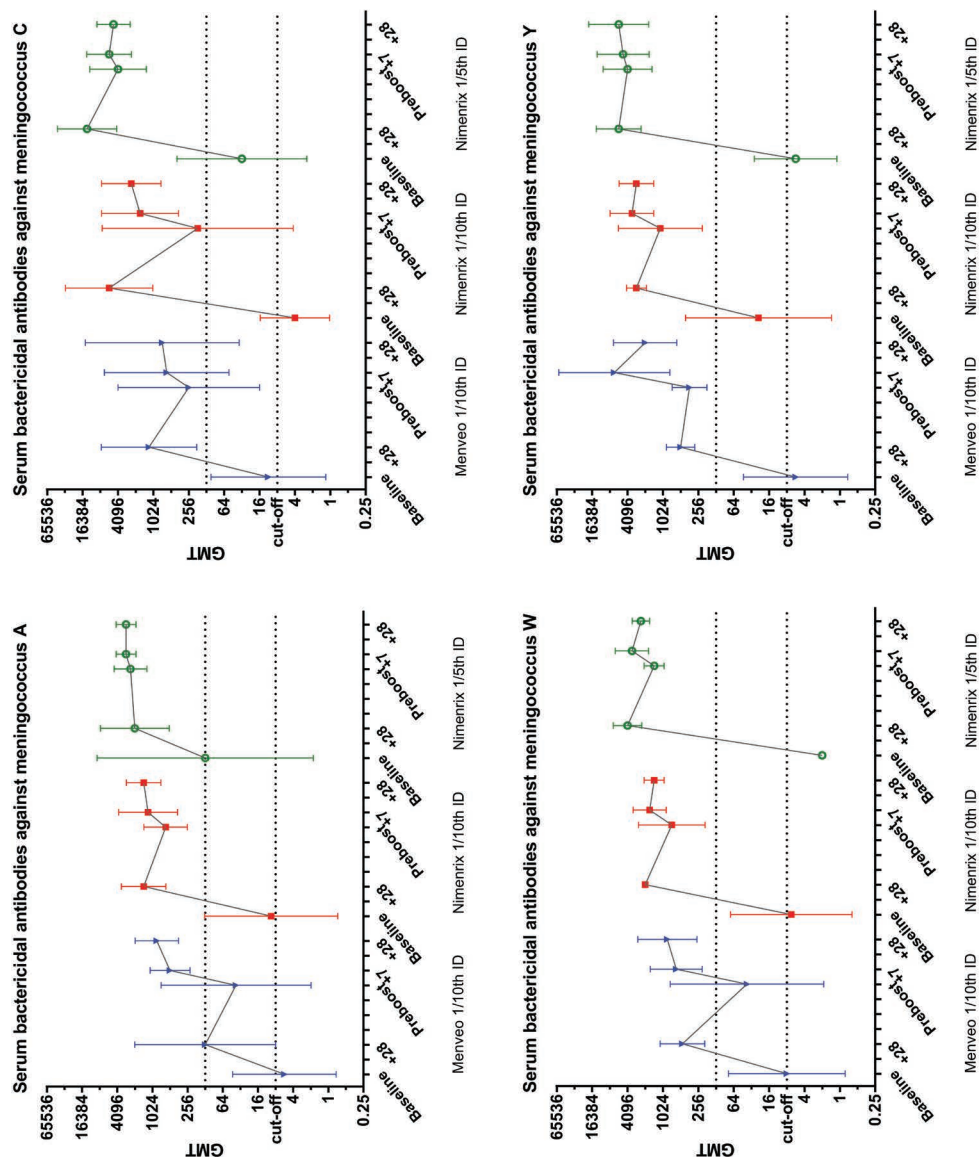 Serum bactericidal antibodies against meningococcus A
65536
16384
4096
1024
256
64
16
cut-off
4
1
0.25
GMT
Baseline
+28
Preboost
+7
+28
Baseline
+28
Preboost
+7
+28
Baseline
+28
Preboost
+7
+28
Menveo 1/10th ID
Nimenrix 1/10th ID
Nimenrix 1/5th ID
Serum bactericidal antibodies against meningococcus C
65536
16384
4096
1024
256
64
16
cut-off
4
1
0.25
GMT
Baseline
+28
Preboost
+7
+28
Baseline
+28
Preboost
+7
+28
Baseline
+28
Preboost
+7
+28
Menveo 1/10th ID
Nimenrix 1/10th ID
Nimenrix 1/5th ID
Serum bactericidal antibodies against meningococcus W
65536
16384
4096
1024
256
64
16
cut-off
4
1
0.25
GMT
Baseline
+28
Preboost
+7
+28
Baseline
+28
Preboost
+7
+28
Baseline
+28
Preboost
+7
+28
Menveo 1/10th ID
Nimenrix 1/10th ID
Nimenrix 1/5th ID
Serum bactericidal antibodies against meningococcus Y
65536
16384
4096
1024
256
64
16
cut-off
4
1
0.25
GMT
Baseline
+28
Preboost
+7
+28
Baseline
+28
Preboost
+7
+28
Baseline
+28
Preboost
+7
+28
Menveo 1/10th ID
Nimenrix 1/10th ID
Nimenrix 1/5th ID